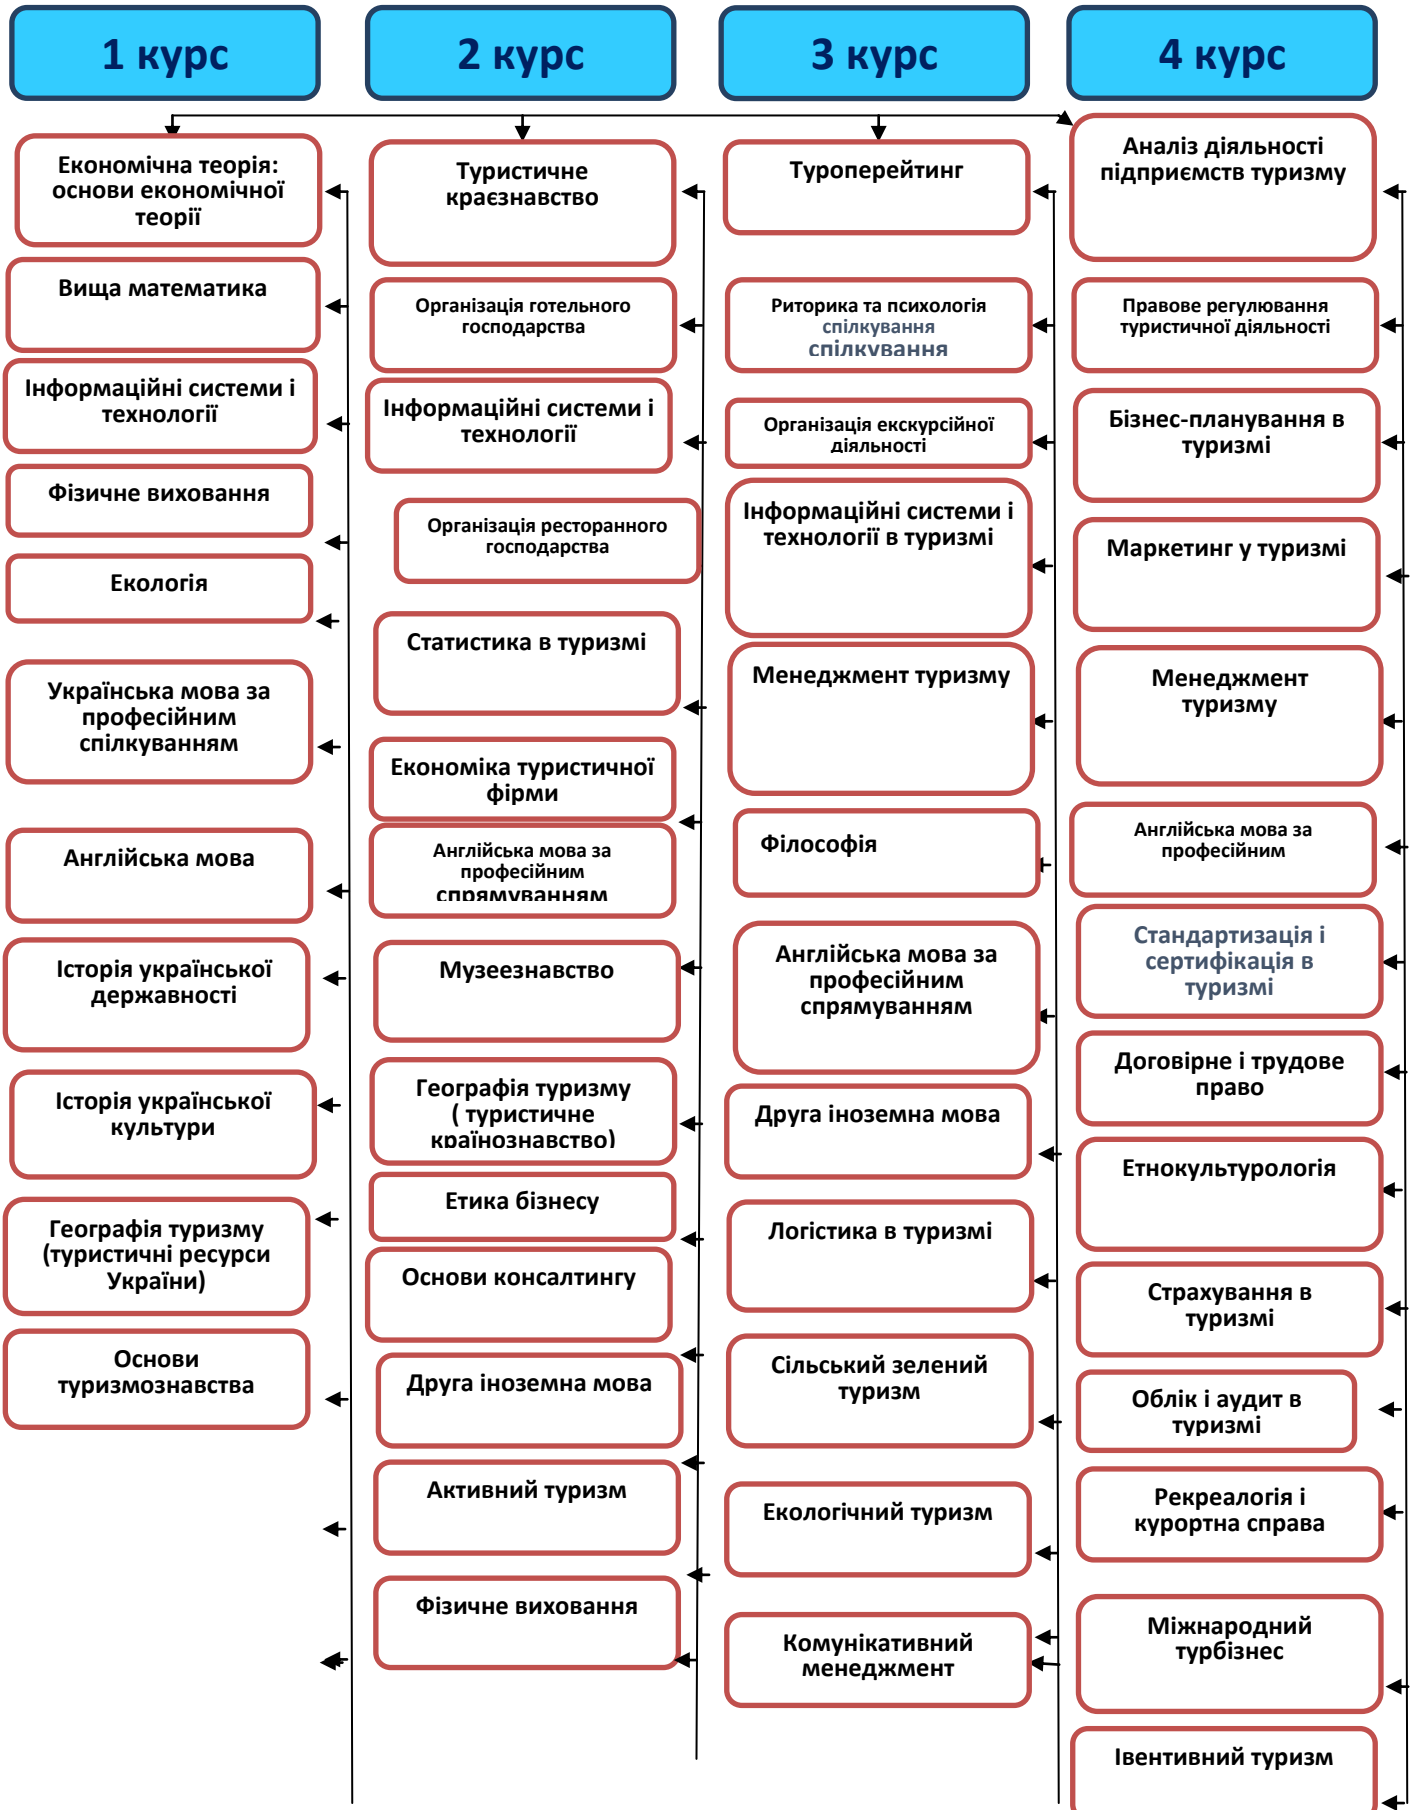 1 курс
2 курс
3 курс
4 курс
Економічна теорія:
основи економічної
теорії
Вища математика
Інформаційні системи і
технології
Фізичне виховання
Екологія
Українська мова за
професійним
спілкуванням
Англійська мова
Історія української
державності
Історія української
культури
Географія туризму
(туристичні ресурси
України)
Основи
туризмознавства
Туристичне
краєзнавство
Організація готельного
господарства
Інформаційні системи і
технології
Організація ресторанного
господарства
Статистика в туризмі
Економіка туристичної
фірми
Англійська мова за
професійним
спрямуванням
Музеезнавство
Географія туризму
( туристичне
країнознавство)
Етика бізнесу
Основи консалтингу
Друга іноземна мова
Активний туризм
Фізичне виховання
Туроперейтинг
Риторика та психологія
спілкування
спілкування
Організація екскурсійної
діяльності
Інформаційні системи і
технології в туризмі
Менеджмент туризму
Філософія
Англійська мова за
професійним
спрямуванням
Друга іноземна мова
Логістика в туризмі
Сільський зелений
туризм
Екологічний туризм
Комунікативний
менеджмент
Аналіз діяльності
підприємств туризму
Правове регулювання
туристичної діяльності
Бізнес-планування в
туризмі
Маркетинг у туризмі
Менеджмент
туризму
Англійська мова за
професійним
Стандартизація і
сертифікація в
туризмі
Договірне і трудове
право
Етнокультурологія
Страхування в
туризмі
Облік і аудит в
туризмі
Рекреалогія і
курортна справа
Міжнародний
турбізнес
Івентивний туризм